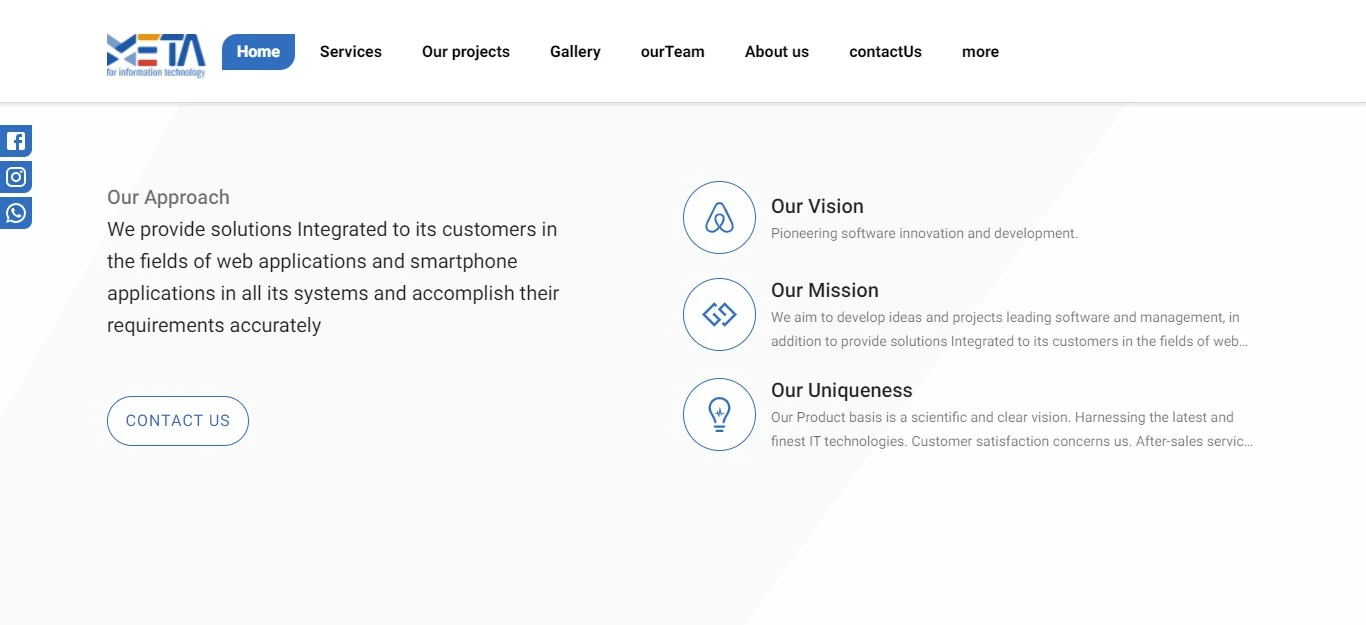 META
for information technology
Home
Services
Our projects
Gallery
ourTeam
About us
contactUs
more
Our Approach
We provide solutions Integrated to its customers in
the fields of web applications and smartphone
applications in all its systems and accomplish their
requirements accurately
CONTACT US
Our Vision
Pioneering software innovation and development.
Our Mission
We aim to develop ideas and projects leading software and management, in
addition to provide solutions Integrated to its customers in the fields of web...
Our Uniqueness
Our Product basis is a scientific and clear vision. Harnessing the latest and
finest IT technologies. Customer satisfaction concerns us. After-sales servic...